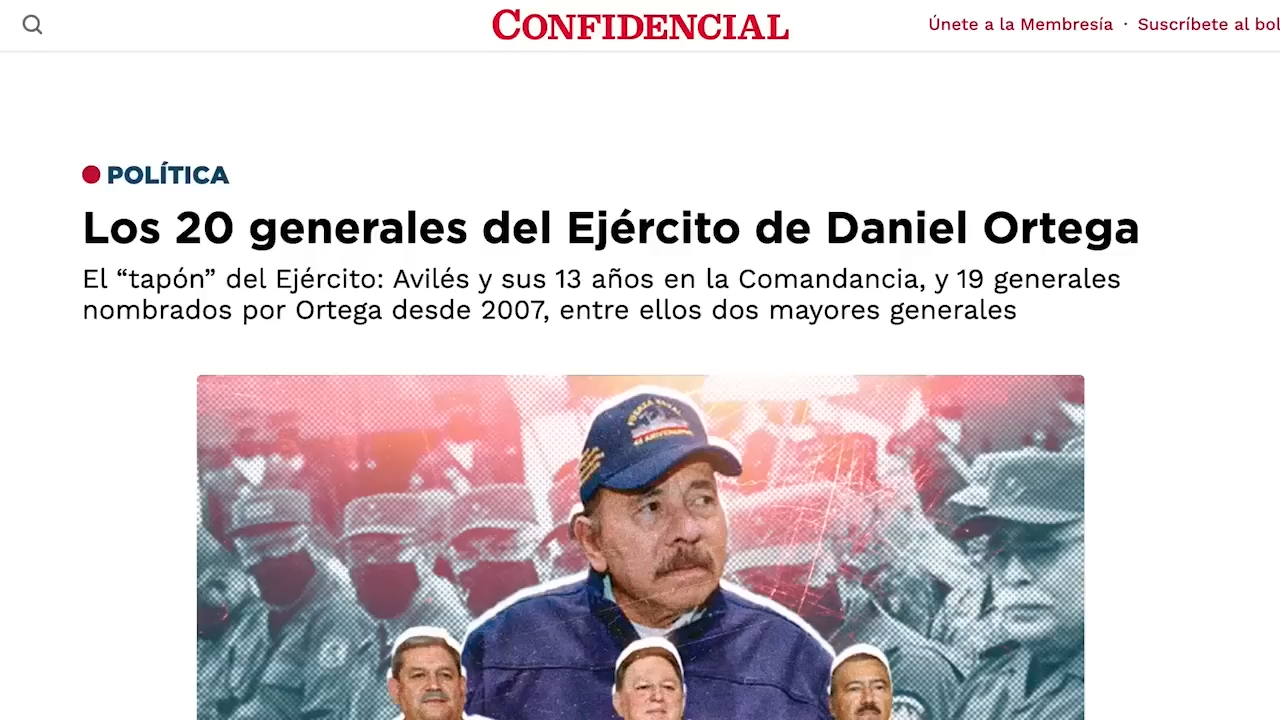 CONFIDENCIAL
Únete a la Membresía · Suscríbete al bol
POLÍTICA
Los 20 generales del Ejército de Daniel Ortega
El “tapón” del Ejército: Avilés y sus 13 años en la Comandancia, y 19 generales
nombrados por Ortega desde 2007, entre ellos dos mayores generales